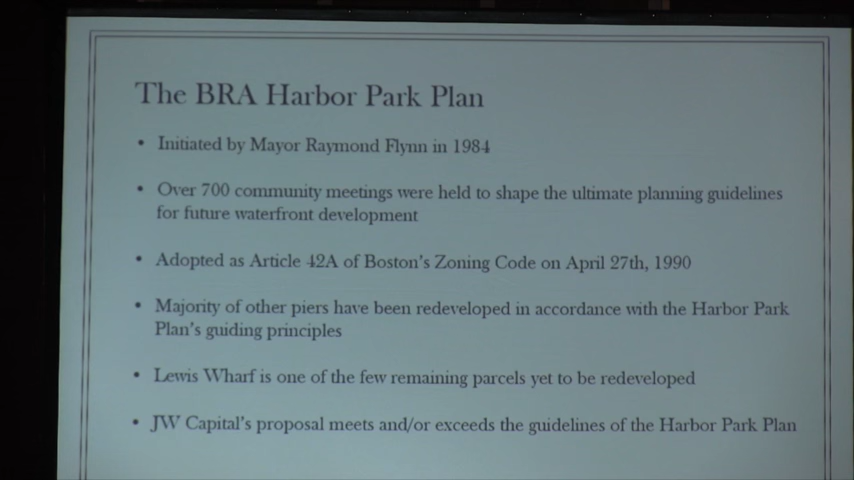 The BRA Harbor Park Plan
• Initiated by Mayor Raymond Flynn in 1984
• Over 700 community meetings were held to shape the ultimate planning guidelines
for future waterfront development
• Adopted as Article 42A of Boston's Zoning Code on April 27th, 1990
• Majority of other piers have been redeveloped in accordance with the Harbor Park
Plan's guiding principles
• Lewis Wharf is one of the few remaining parcels yet to be redeveloped
• JW Capital's proposal meets and/or exceeds the guidelines of the Harbor Park Plan